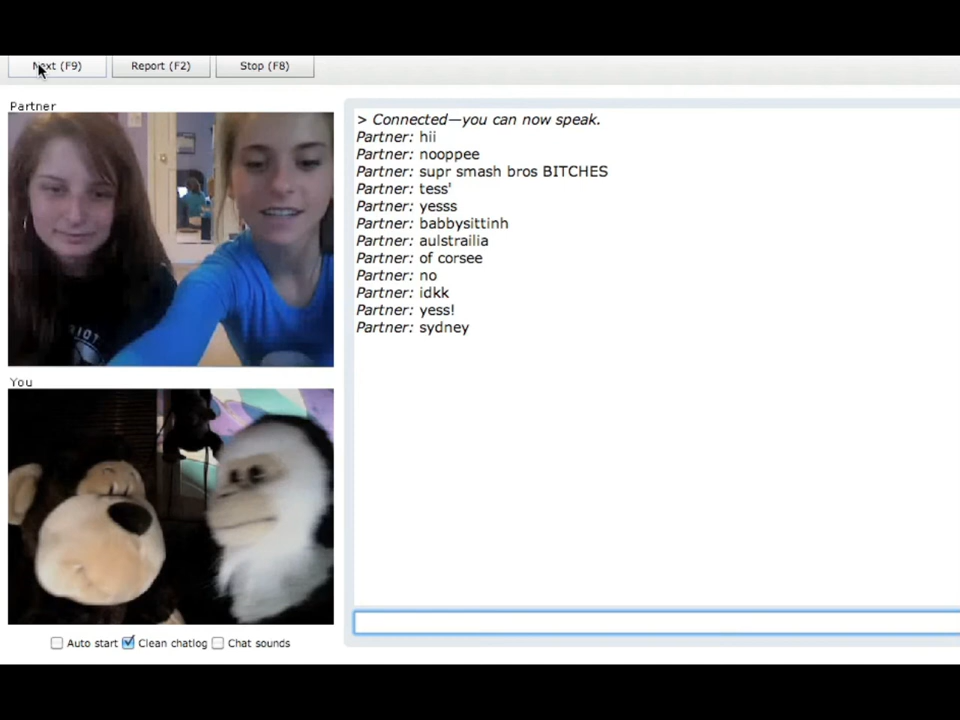 Next (F9) Report (F2) Stop (F8)
Partner
> Connected—you can now speak.
Partner: hii
Partner: nooppee
Partner: supr smash bros BITCHES
Partner: tess'
Partner: yesss
Partner: babbysittinh
Partner: aulstrailia
Partner: of corsee
Partner: no
Partner: idkk
Partner: yess!
Partner: sydney
You
Auto start Clean chatlog Chat sounds